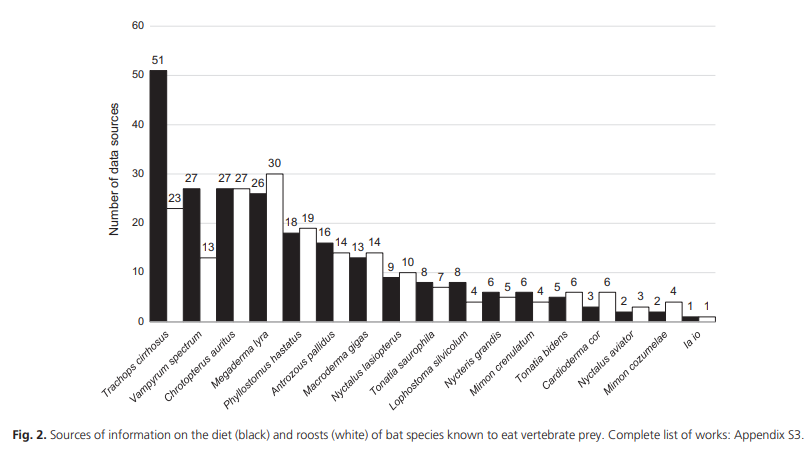 60
50
40
30
20
10
0
Number of data sources
51
23
27
13
27
27
26
30
18
19
16
14
13
14
9
10
8
7
8
4
6
5
6
4
5
6
3
6
2
3
2
4
1
1
Trachops cirrhosus
Vampyrum spectrum
Chrotopterus auritus
Megaderma lyra
Phyllostomus hastatus
Antrozous pallidus
Macroderma gigas
Nyctalus lasiopterus
Tonatia saurophila
Lophostoma silvicolum
Nycteris grandis
Mimon crenulatum
Tonatia bidens
Cardioderma cor
Nyctalus aviator
Mimon cozumelae
Ia io
Fig. 2. Sources of information on the diet (black) and roosts (white) of bat species known to eat vertebrate prey. Complete list of works: Appendix S3.